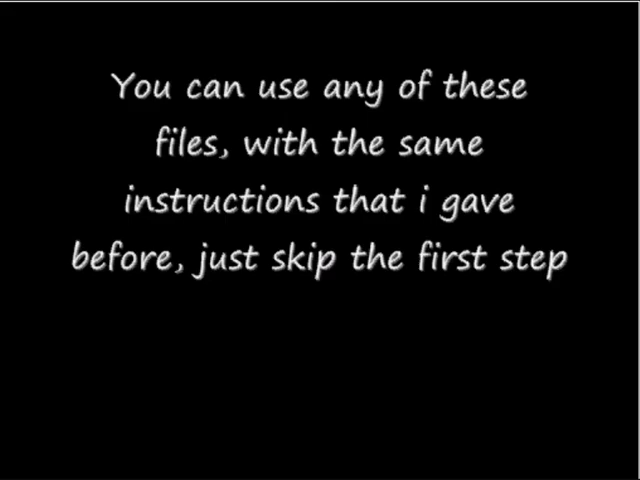 You can use any of these
files, with the same
instructions that i gave
before, just skip the first step